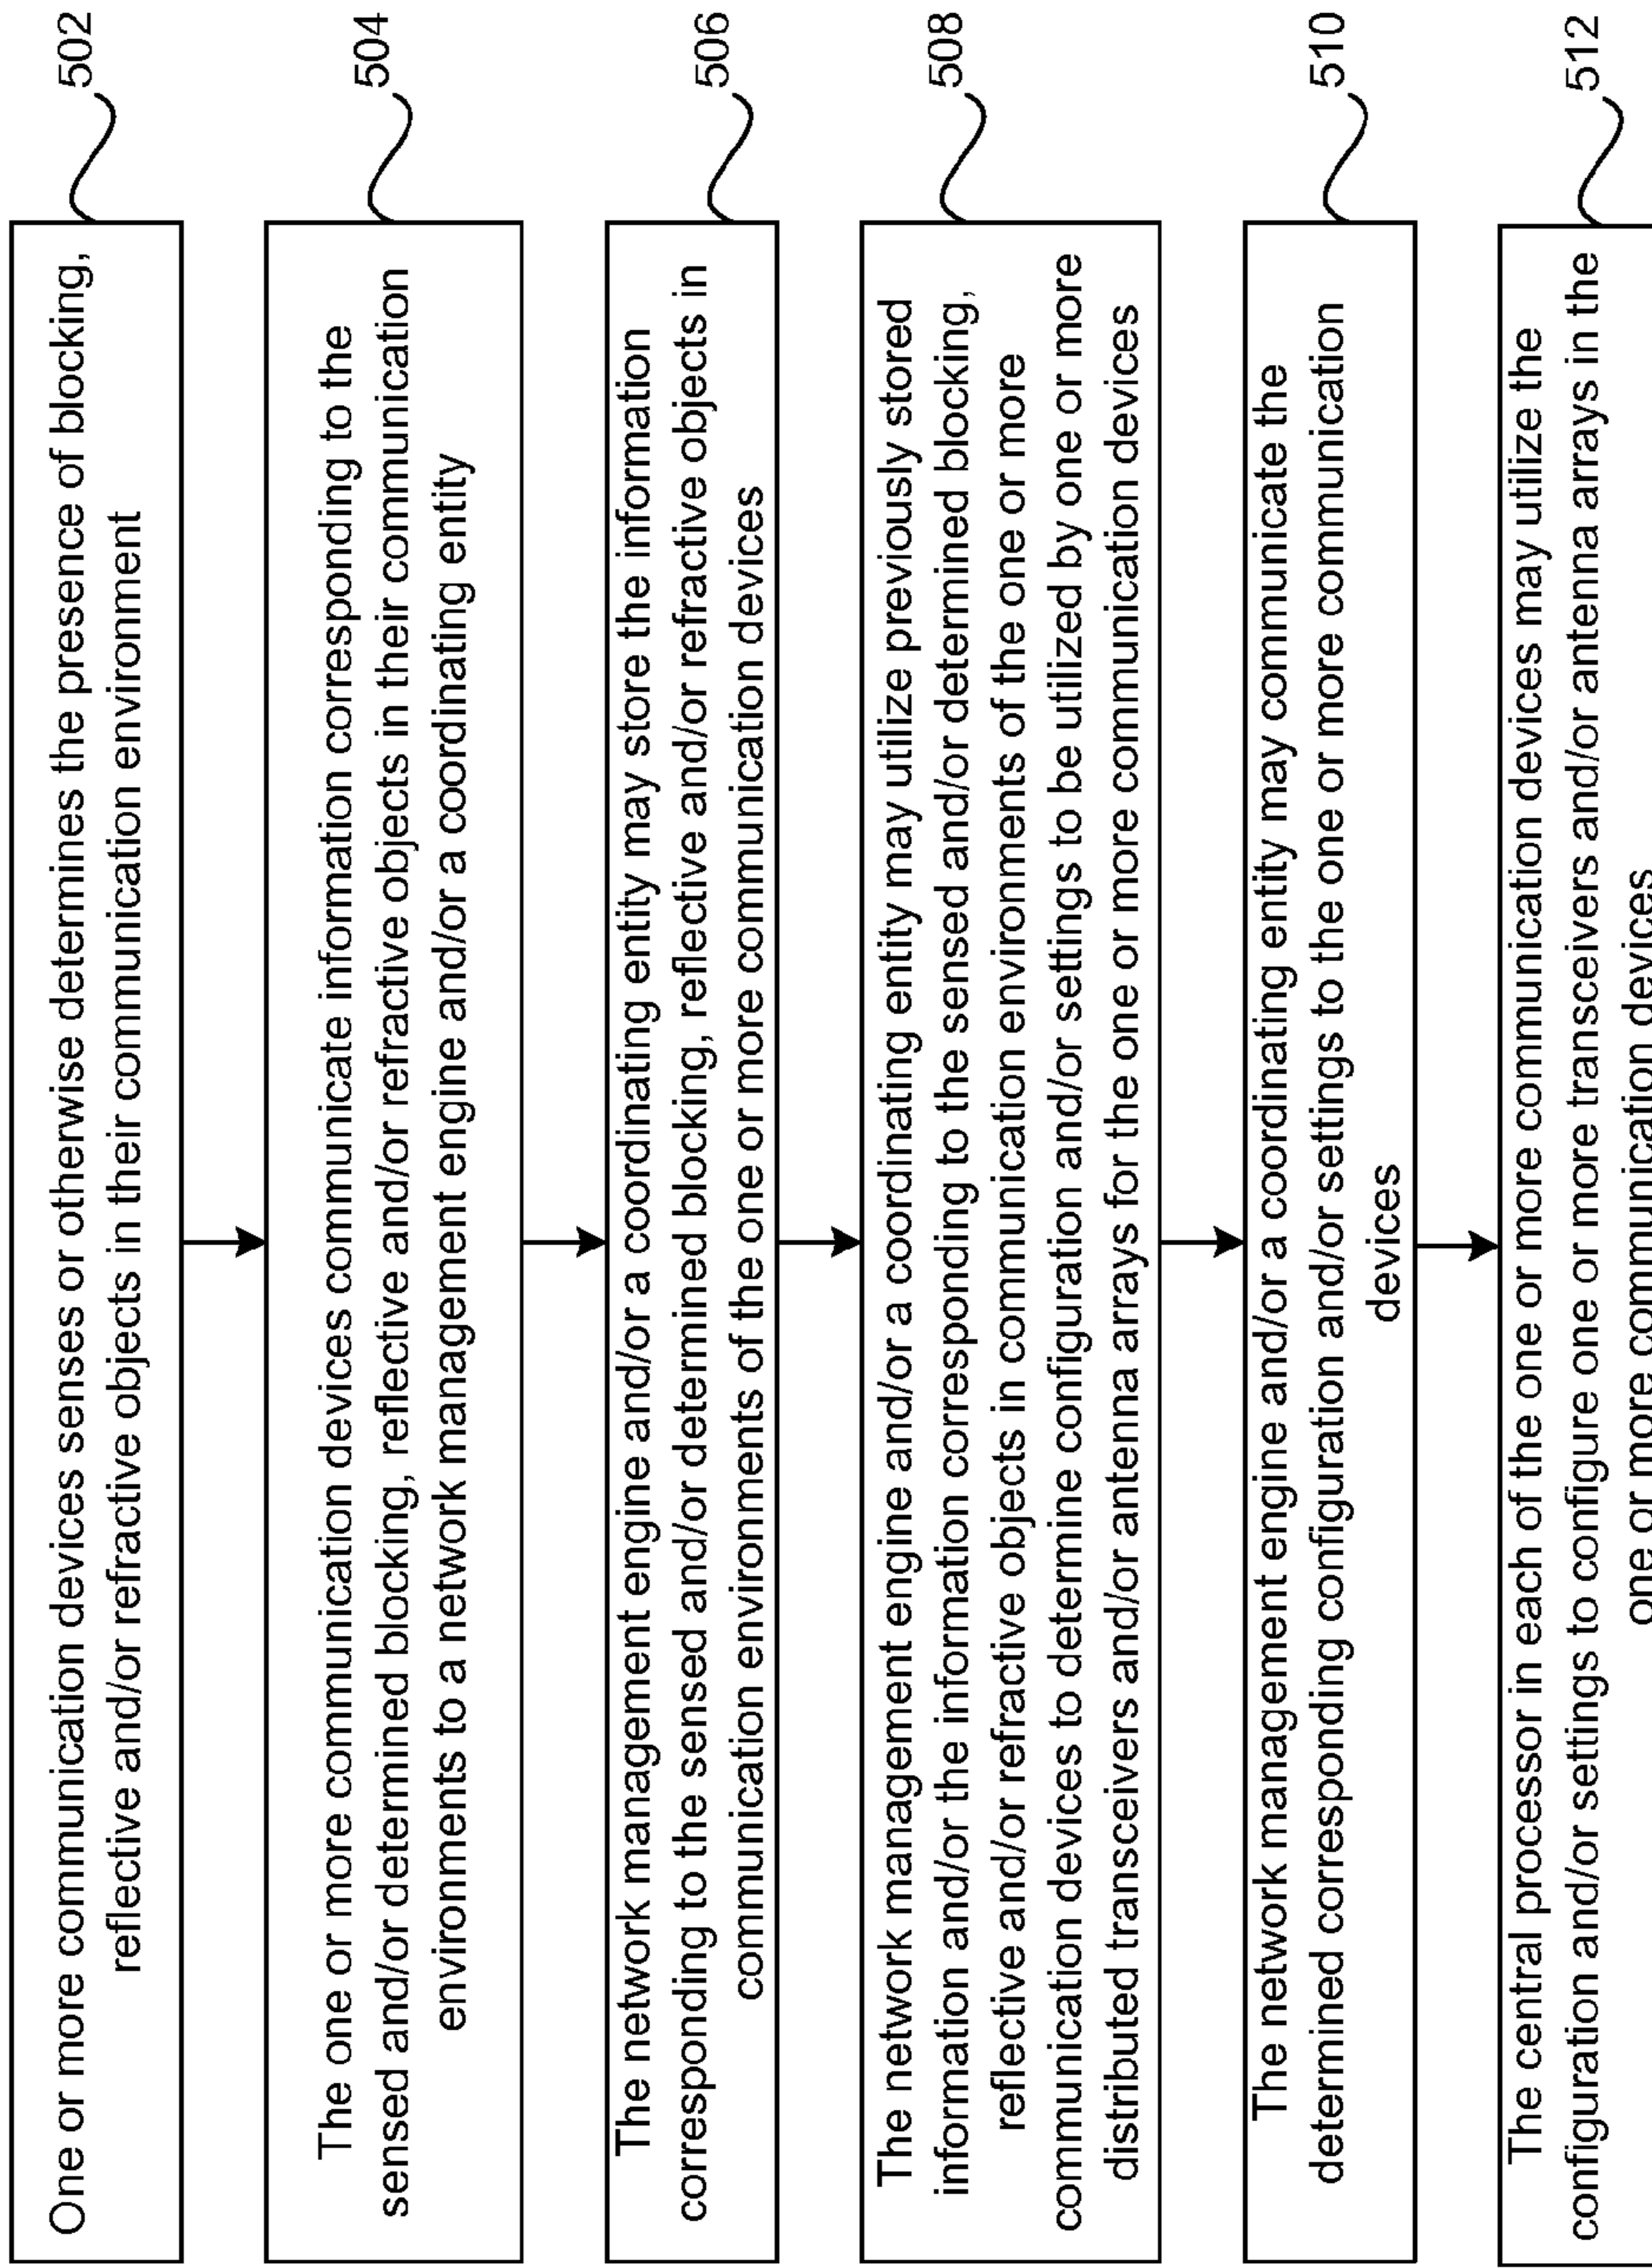 One or more communication devices senses or otherwise determines the presence of blocking,
reflective and/or refractive objects in their communication environment
502
The one or more communication devices communicate information corresponding to the
sensed and/or determined blocking, reflective and/or refractive objects in their communication
environments to a network management engine and/or a coordinating entity
504
The network management engine and/or a coordinating entity may store the information
corresponding to the sensed and/or determined blocking, reflective and/or refractive objects in
communication environments of the one or more communication devices
506
The network management engine and/or a coordinating entity may utilize previously stored
information and/or the information corresponding to the sensed and/or determined blocking,
reflective and/or refractive objects in communication environments of the one or more
communication devices to determine configuration and/or settings to be utilized by one or more
distributed transceivers and/or antenna arrays for the one or more communication devices
508
The network management engine and/or a coordinating entity may communicate the
determined corresponding configuration and/or settings to the one or more communication
devices
510
The central processor in each of the one or more communication devices may utilize the
configuration and/or settings to configure one or more transceivers and/or antenna arrays in the
one or more communication devices
512